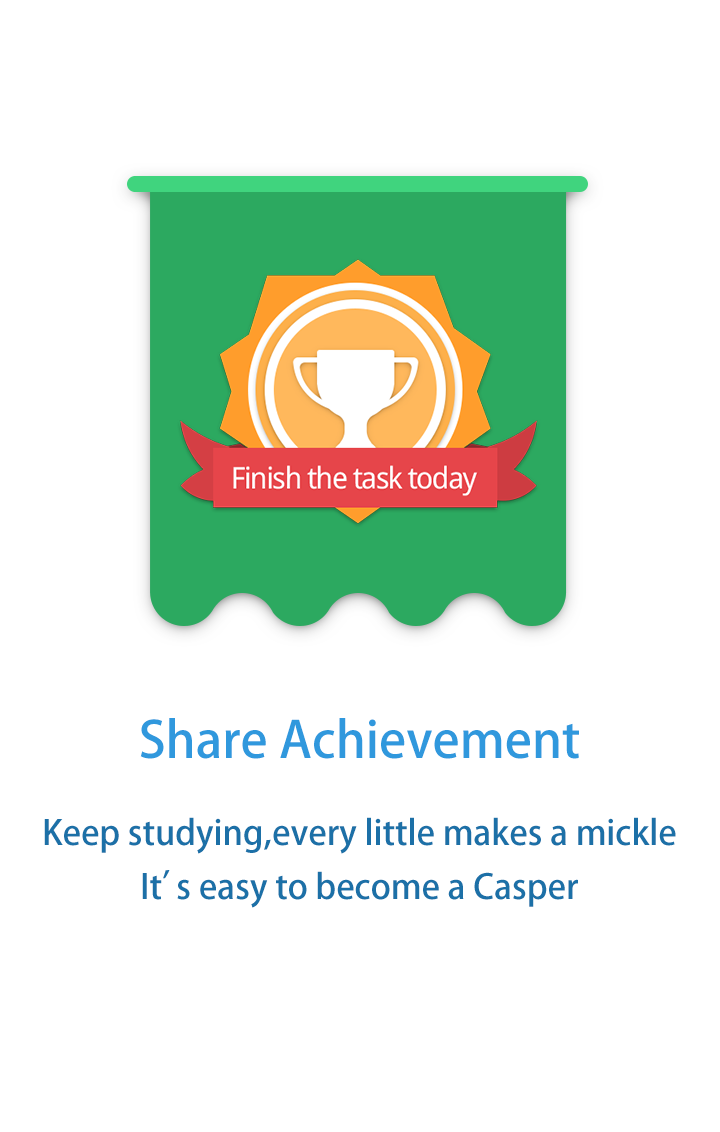 Finish the task today
Share Achievement
Keep studying,every little makes a mickle
It´s easy to become a Casper